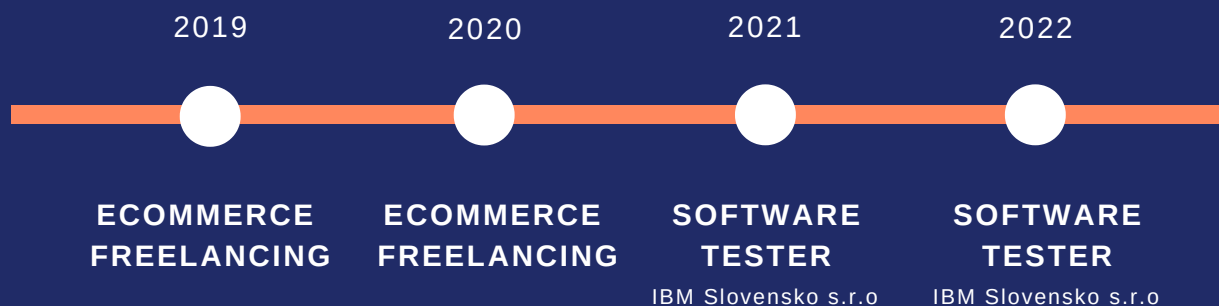 2019
2020
2021
2022
ECOMMERCE
FREELANCING
ECOMMERCE
FREELANCING
SOFTWARE
TESTER
IBM Slovensko s.r.o
SOFTWARE
TESTER
IBM Slovensko s.r.o